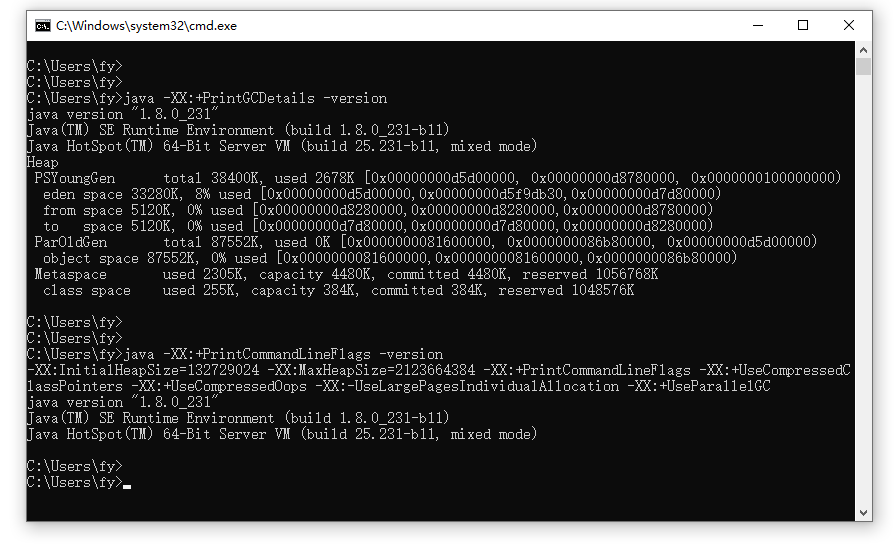 C:\Windows\system32\cmd.exe
C:\Users\fy>
C:\Users\fy>
C:\Users\fy>java -XX:+PrintGCDetails -version
java version "1.8.0_231"
Java(TM) SE Runtime Environment (build 1.8.0_231-b11)
Java HotSpot(TM) 64-Bit Server VM (build 25.231-b11, mixed mode)
Heap
 PSYoungGen      total 38400K, used 2678K [0x00000000d5d00000, 0x00000000d8780000, 0x0000000100000000)
  eden space 33280K, 8% used [0x00000000d5d00000,0x00000000d5f9db30,0x00000000d7d80000)
  from space 5120K, 0% used [0x00000000d8280000,0x00000000d8280000,0x00000000d8780000)
  to   space 5120K, 0% used [0x00000000d7d80000,0x00000000d7d80000,0x00000000d8280000)
 ParOldGen       total 87552K, used 0K [0x0000000081600000, 0x0000000086b80000, 0x00000000d5d00000)
  object space 87552K, 0% used [0x0000000081600000,0x0000000081600000,0x0000000086b80000)
 Metaspace       used 2305K, capacity 4480K, committed 4480K, reserved 1056768K
  class space    used 255K, capacity 384K, committed 384K, reserved 1048576K
C:\Users\fy>
C:\Users\fy>
C:\Users\fy>java -XX:+PrintCommandLineFlags -version
-XX:InitialHeapSize=132729024 -XX:MaxHeapSize=2123664384 -XX:+PrintCommandLineFlags -XX:+UseCompressedC
lassPointers -XX:+UseCompressedOops -XX:-UseLargePagesIndividualAllocation -XX:+UseParallelGC
java version "1.8.0_231"
Java(TM) SE Runtime Environment (build 1.8.0_231-b11)
Java HotSpot(TM) 64-Bit Server VM (build 25.231-b11, mixed mode)
C:\Users\fy>
C:\Users\fy>